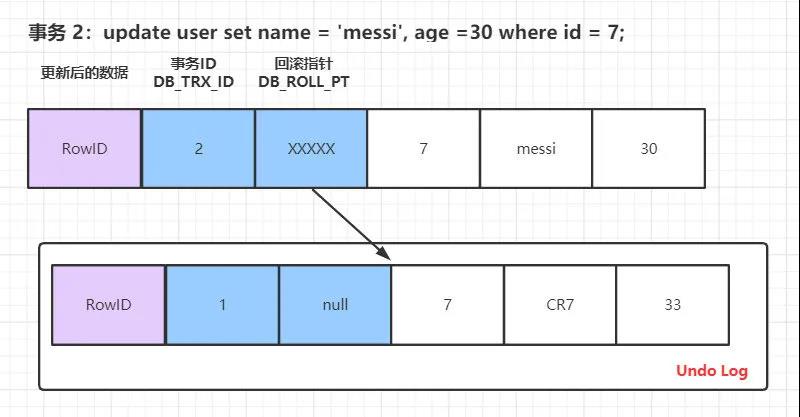 事务 2：update user set name = 'messi', age =30 where id = 7;
更新后的数据
事务ID
DB_TRX_ID
回滚指针
DB_ROLL_PT
RowID 2 XXXXX 7 messi 30
RowID 1 null 7 CR7 33
Undo Log